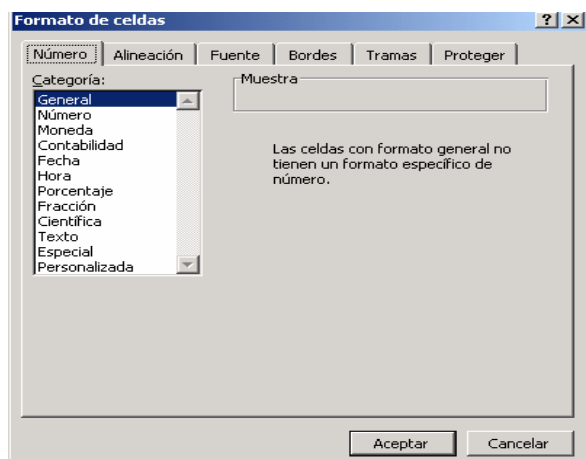 Formato de celdas
Número Alineación Fuente Bordes Tramas Proteger
Categoría:
General
Número
Moneda
Contabilidad
Fecha
Hora
Porcentaje
Fracción
Científica
Texto
Especial
Personalizada
Muestra
Las celdas con formato general no
tienen un formato específico de
número.
Aceptar Cancelar